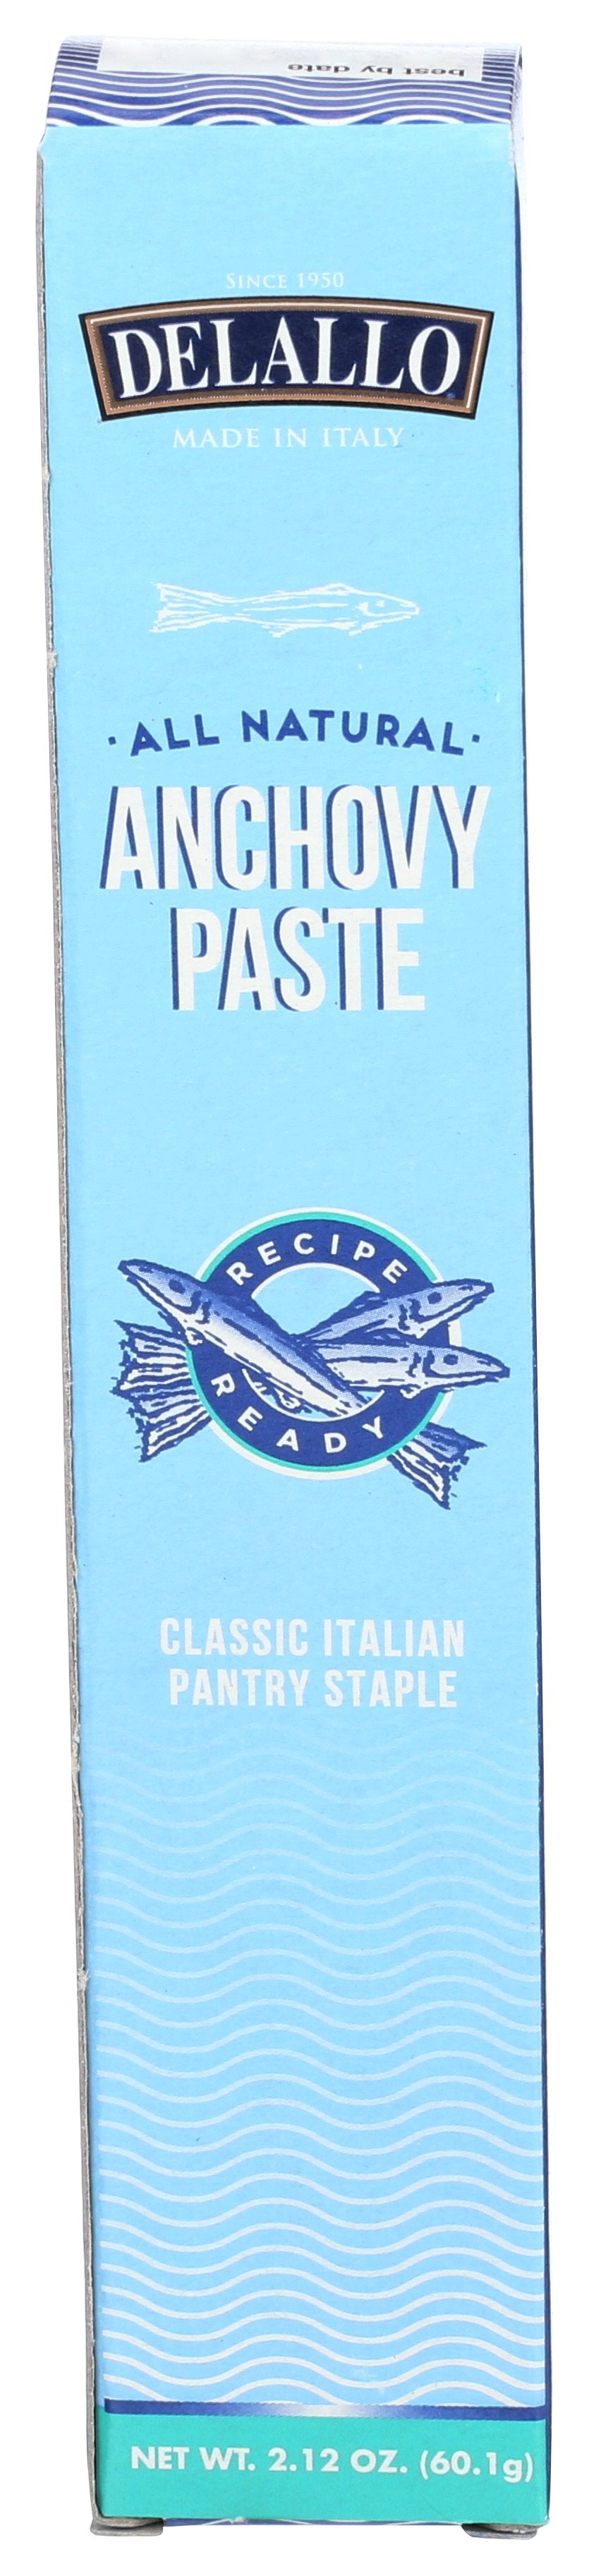 best by date
SINCE 1950
DELALLO
MADE IN ITALY
·ALL NATURAL·
ANCHOVY
PASTE
RECIPE
READY
CLASSIC ITALIAN
PANTRY STAPLE
NET WT. 2.12 OZ. (60.1g)